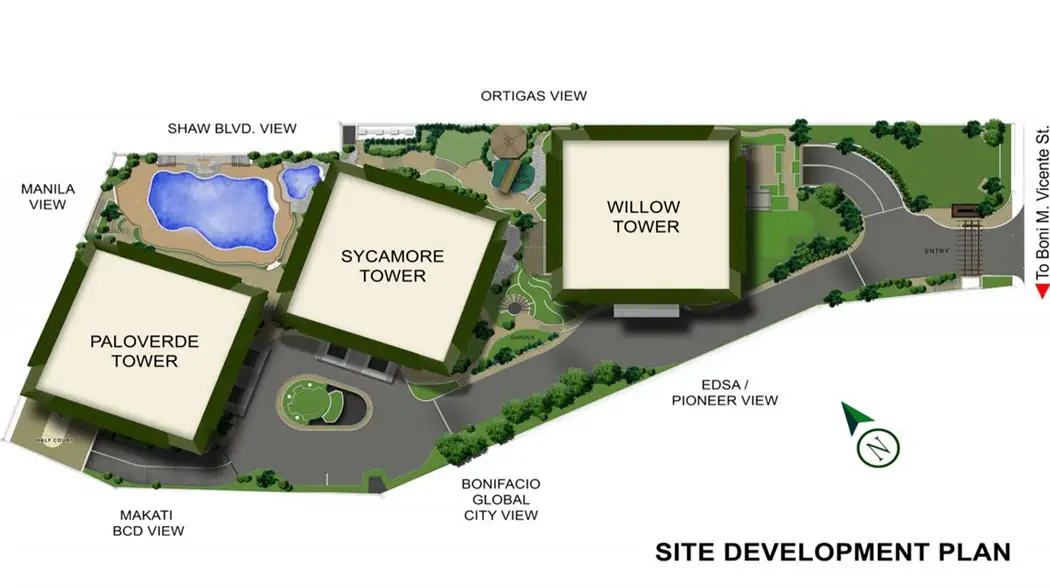 ORTIGAS VIEW
SHAW BLVD. VIEW
MANILA
VIEW
WILLOW
TOWER
SYCAMORE
TOWER
PALOVERDE
TOWER
To Boni M. Vicente St.
ENTRY
GARDEN
HALF COURT
EDSA /
PIONEER VIEW
BONIFACIO
GLOBAL
CITY VIEW
MAKATI
BCD VIEW
N
SITE DEVELOPMENT PLAN